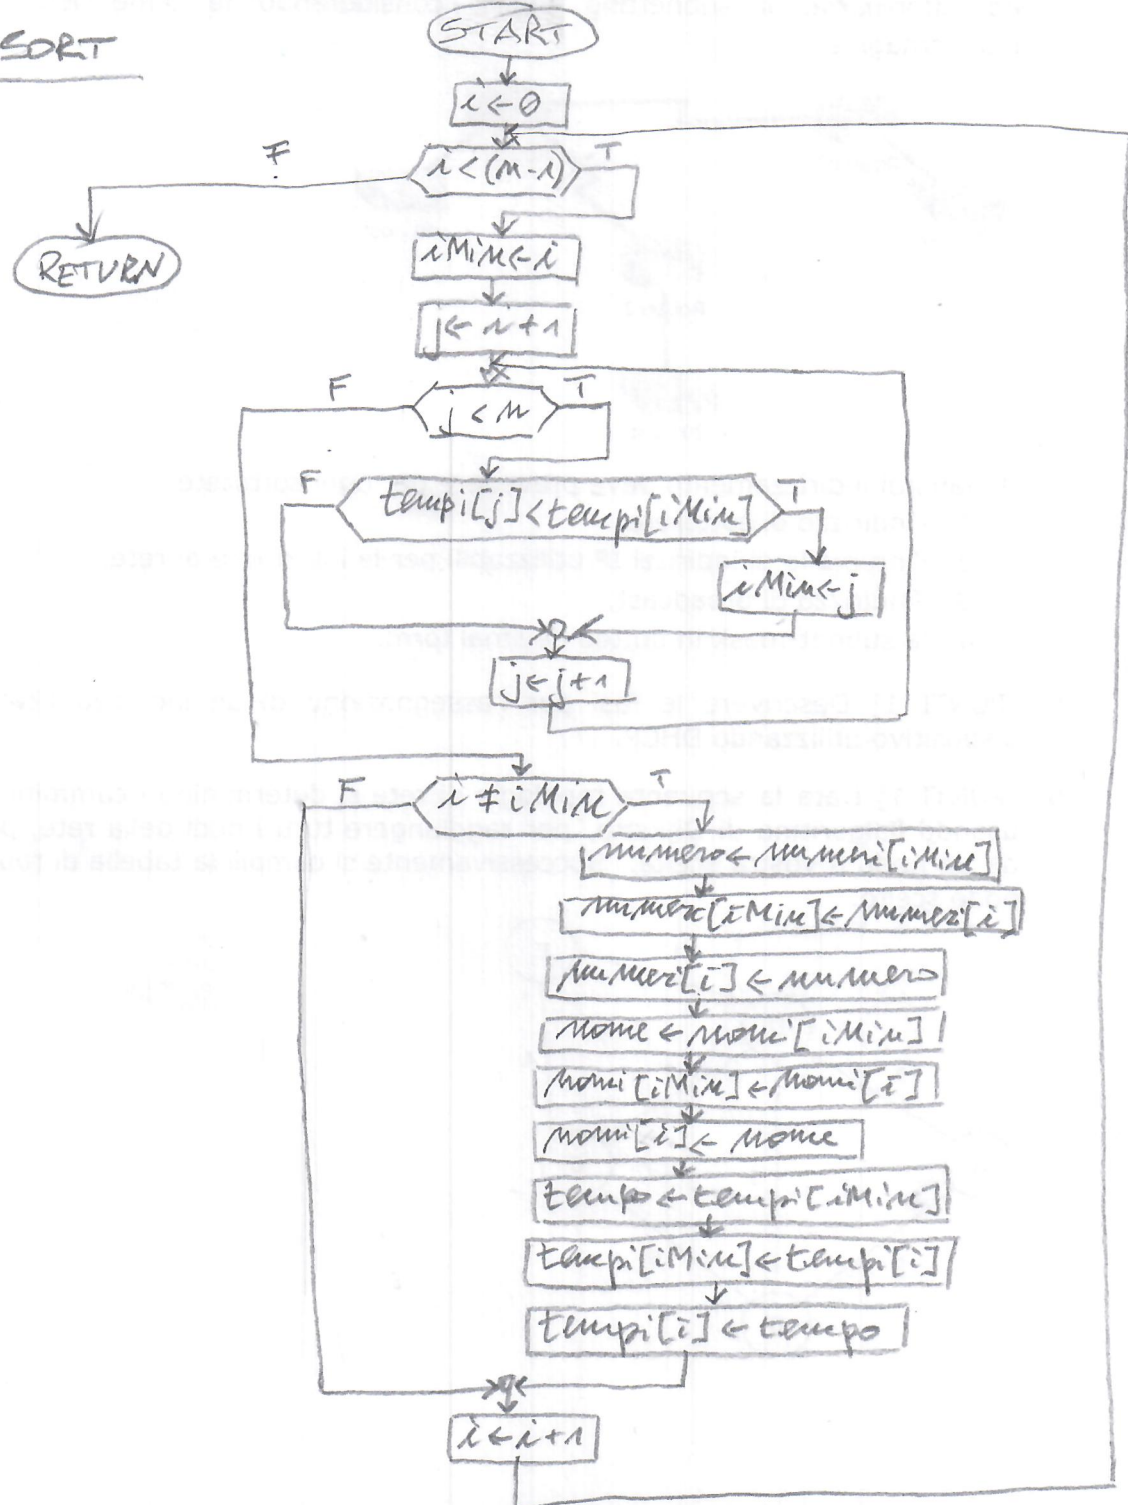 SORT
START
i ← 0
i < (n-1)
F
T
RETURN
iMin ← i
j ← i + 1
j < n
F
T
tempi[j] < tempi[iMin]
F
T
iMin ← j
j ← j + 1
i ≠ iMin
F
T
numero ← numeri[iMin]
numeri[iMin] ← numeri[i]
numeri[i] ← numero
nome ← nomi[iMin]
nomi[iMin] ← nomi[i]
nomi[i] ← nome
tempo ← tempi[iMin]
tempi[iMin] ← tempi[i]
tempi[i] ← tempo
i ← i + 1